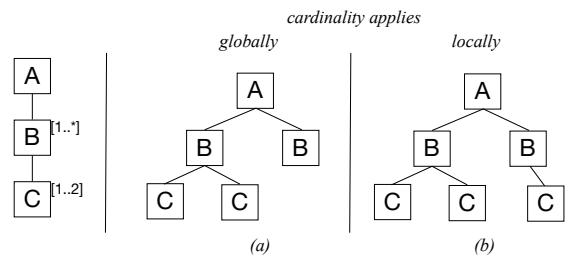 cardinality applies
globally
locally
A
B [1..*]
C [1..2]
A
B B
C C
(a)
A
B B
C C C
(b)